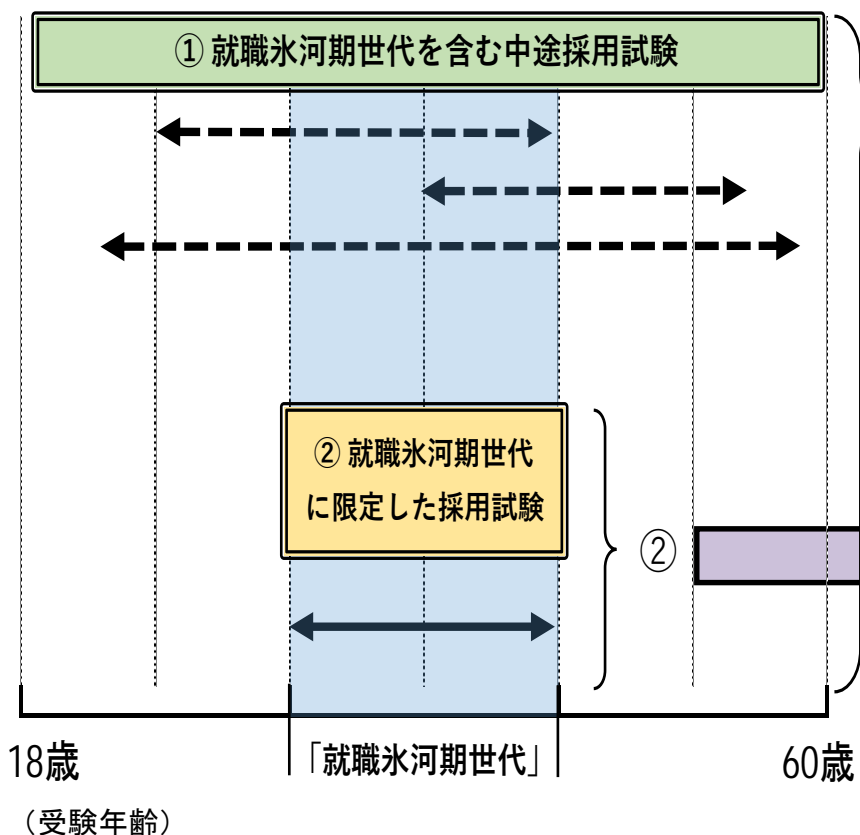 ① 就職氷河期世代を含む中途採用試験
② 就職氷河期世代
に限定した採用試験
②
18歳
「就職氷河期世代」
60歳
（受験年齢）